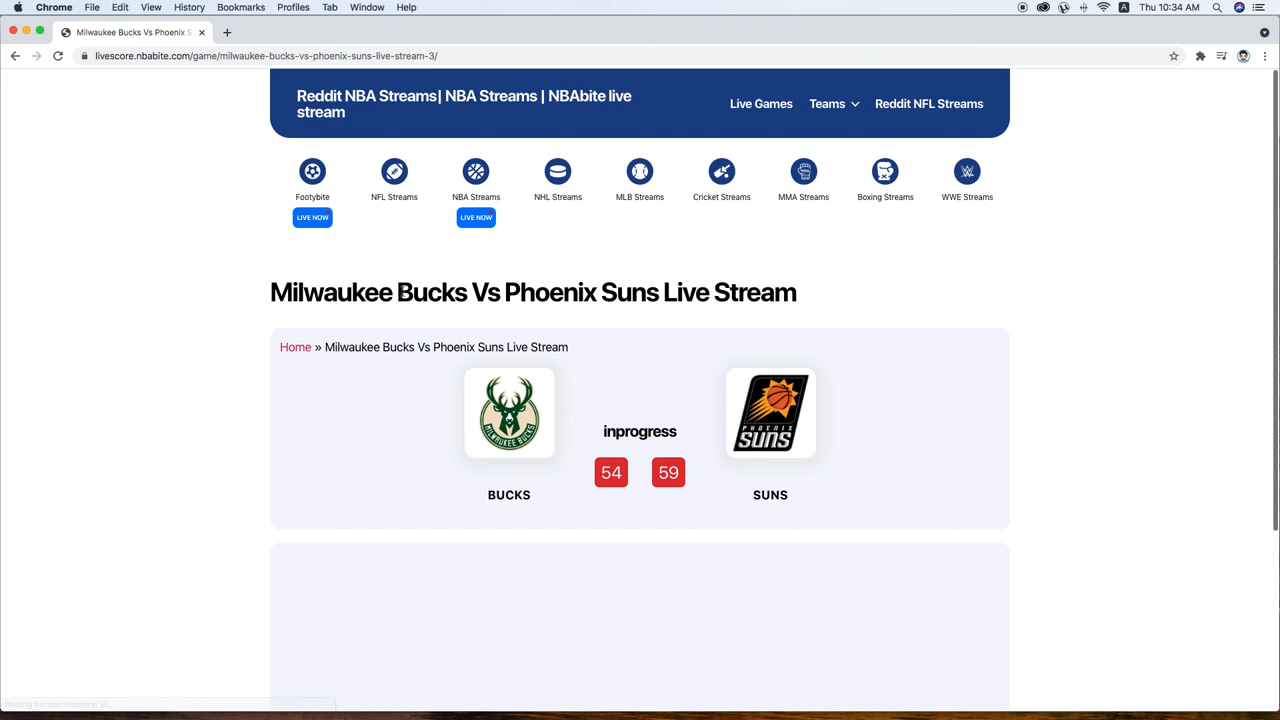 Chrome File Edit View History Bookmarks Profiles Tab Window Help Thu 10:34 AM
Milwaukee Bucks Vs Phoenix S
livescore.nbabite.com/game/milwaukee-bucks-vs-phoenix-suns-live-stream-3/
Reddit NBA Streams| NBA Streams | NBAbite live
stream
Live Games Teams Reddit NFL Streams
Footybite NFL Streams NBA Streams NHL Streams MLB Streams Cricket Streams MMA Streams Boxing Streams WWE Streams
LIVE NOW LIVE NOW
Milwaukee Bucks Vs Phoenix Suns Live Stream
Home » Milwaukee Bucks Vs Phoenix Suns Live Stream
MILWAUKEE BUCKS
PHOENIX
SUNS
inprogress
54 59
BUCKS SUNS